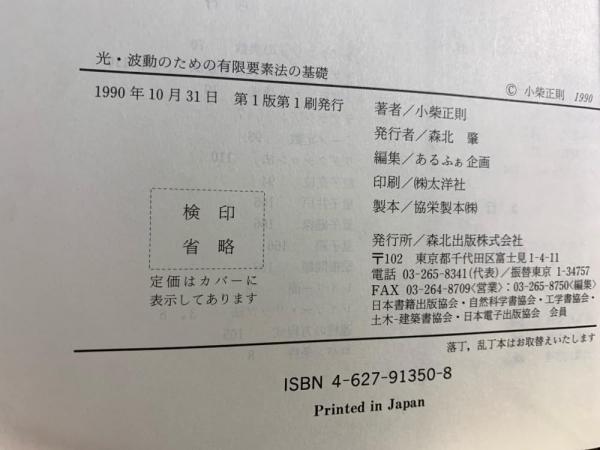 光・波動のための有限要素法の基礎
© 小柴正則 1990
1990年10月31日 第1版第1刷発行
検印
省略
定価はカバーに
表示してあります
著者/小柴正則
発行者/森北 肇
編集/あるふぁ企画
印刷/㈱太洋社
製本/協栄製本㈱
発行所/森北出版株式会社
〒102 東京都千代田区富士見1-4-11
電話 03-265-8341(代表)/振替東京 1-34757
FAX 03-264-8709〈営業〉:03-265-8750〈編集〉
日本書籍出版協会・自然科学書協会・工学書協会・
土木-建築書協会・日本電子出版協会 会員
落丁,乱丁本はお取替えいたします
ISBN 4-627-91350-8
Printed in Japan